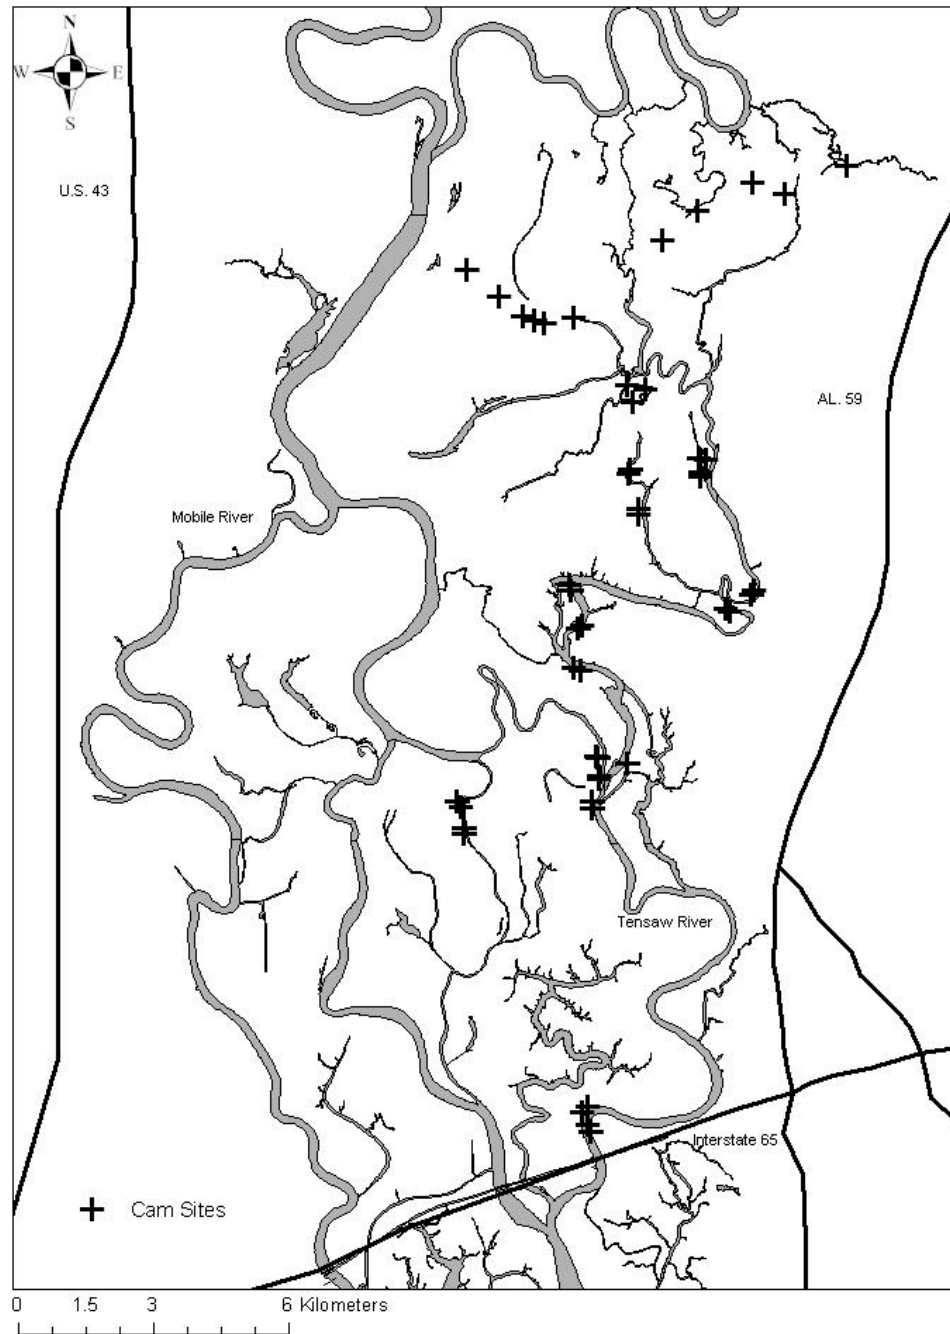 N
W E
S
U.S. 43
AL. 59
Mobile River
Tensaw River
Interstate 65
Cam Sites
0 1.5 3 6 Kilometers